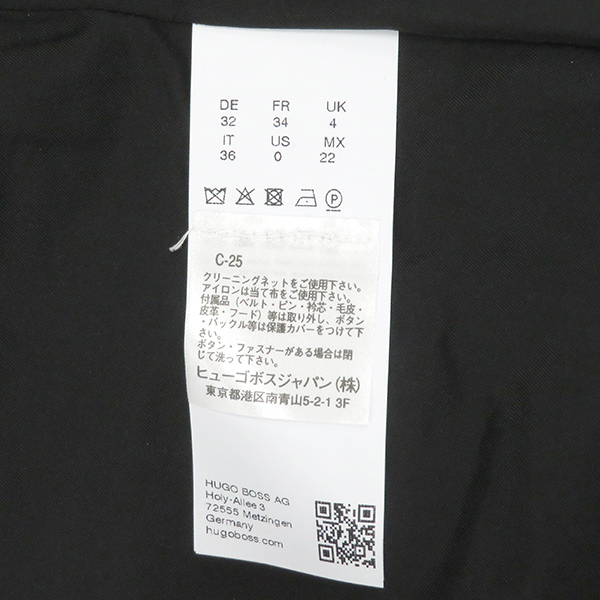 DE FR UK
32 34 4
IT US MX
36 0 22
P
C-25
クリーニングネットをご使用下さい。
アイロンは当て布をご使用下さい。
付属品（ベルト・ピン・衿芯・毛皮・
皮革・フード）等は取り外し、ボタン
・バックル等は保護カバーをつけて下
さい。
ボタン・ファスナーがある場合は閉
じて洗って下さい。
ヒューゴボスジャパン（株）
東京都港区南青山5-2-1 3F
HUGO BOSS AG
Holy-Allee 3
72555 Metzingen
Germany
hugoboss.com